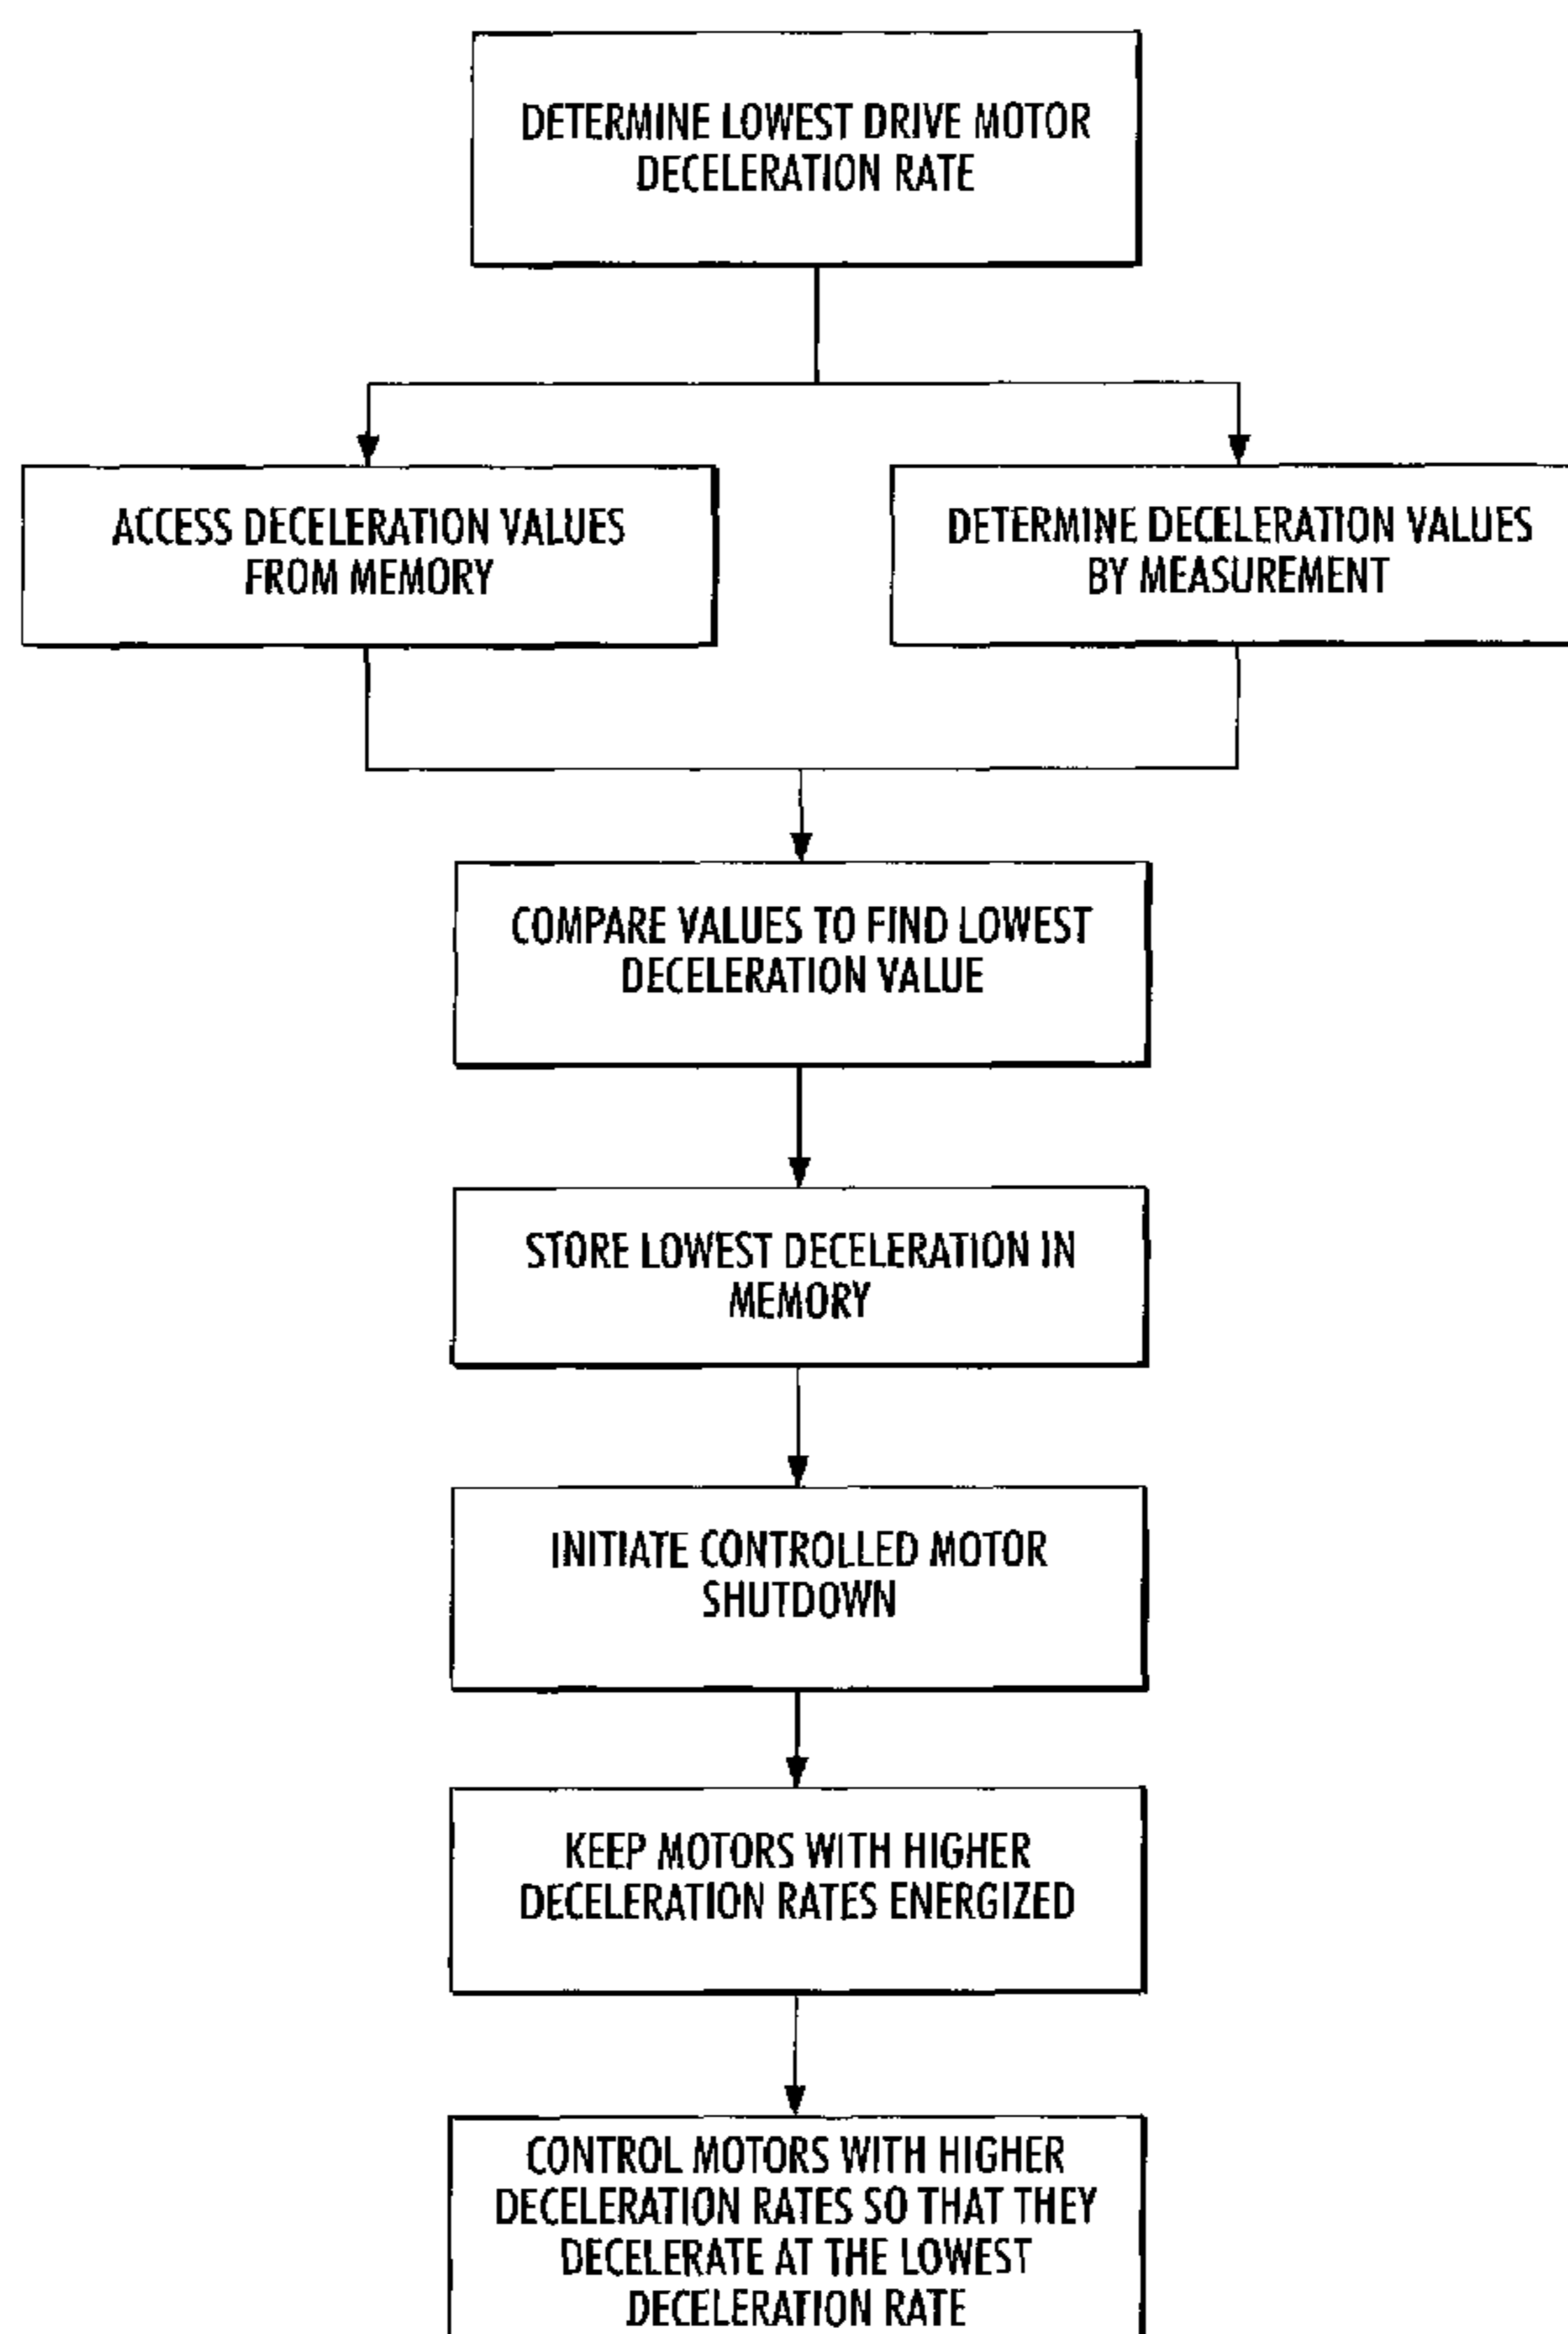 DETERMINE LOWEST DRIVE MOTOR
DECELERATION RATE
ACCESS DECELERATION VALUES
FROM MEMORY
DETERMINE DECELERATION VALUES
BY MEASUREMENT
COMPARE VALUES TO FIND LOWEST
DECELERATION VALUE
STORE LOWEST DECELERATION IN
MEMORY
INITIATE CONTROLLED MOTOR
SHUTDOWN
KEEP MOTORS WITH HIGHER
DECELERATION RATES ENERGIZED
CONTROL MOTORS WITH HIGHER
DECELERATION RATES SO THAT THEY
DECELERATE AT THE LOWEST
DECELERATION RATE